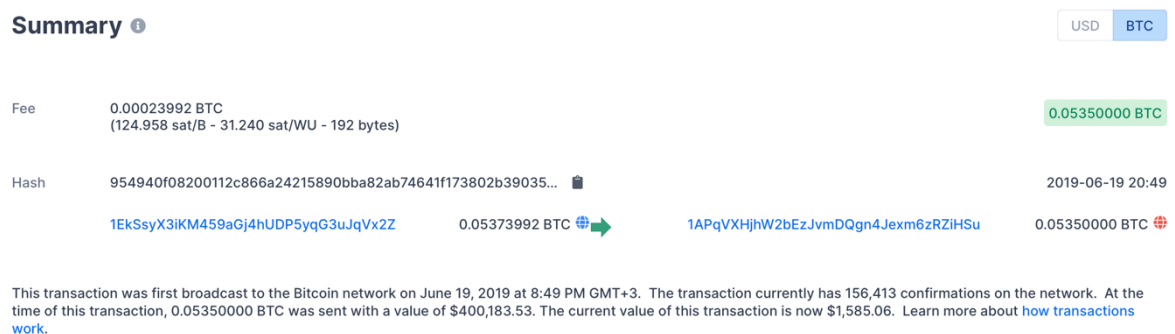 Summary
USD BTC
Fee 0.00023992 BTC
(124.958 sat/B - 31.240 sat/WU - 192 bytes) 0.05350000 BTC
Hash 954940f08200112c866a24215890bba82ab74641f173802b39035... 2019-06-19 20:49
1EkSsyX3iKM459aGj4hUDP5yqG3uJqVx2Z 0.05373992 BTC 1APqVXHjhW2bEzJvmDQgn4Jexm6zRZiHSu 0.05350000 BTC
This transaction was first broadcast to the Bitcoin network on June 19, 2019 at 8:49 PM GMT+3. The transaction currently has 156,413 confirmations on the network. At the
time of this transaction, 0.05350000 BTC was sent with a value of $400,183.53. The current value of this transaction is now $1,585.06. Learn more about how transactions
work.